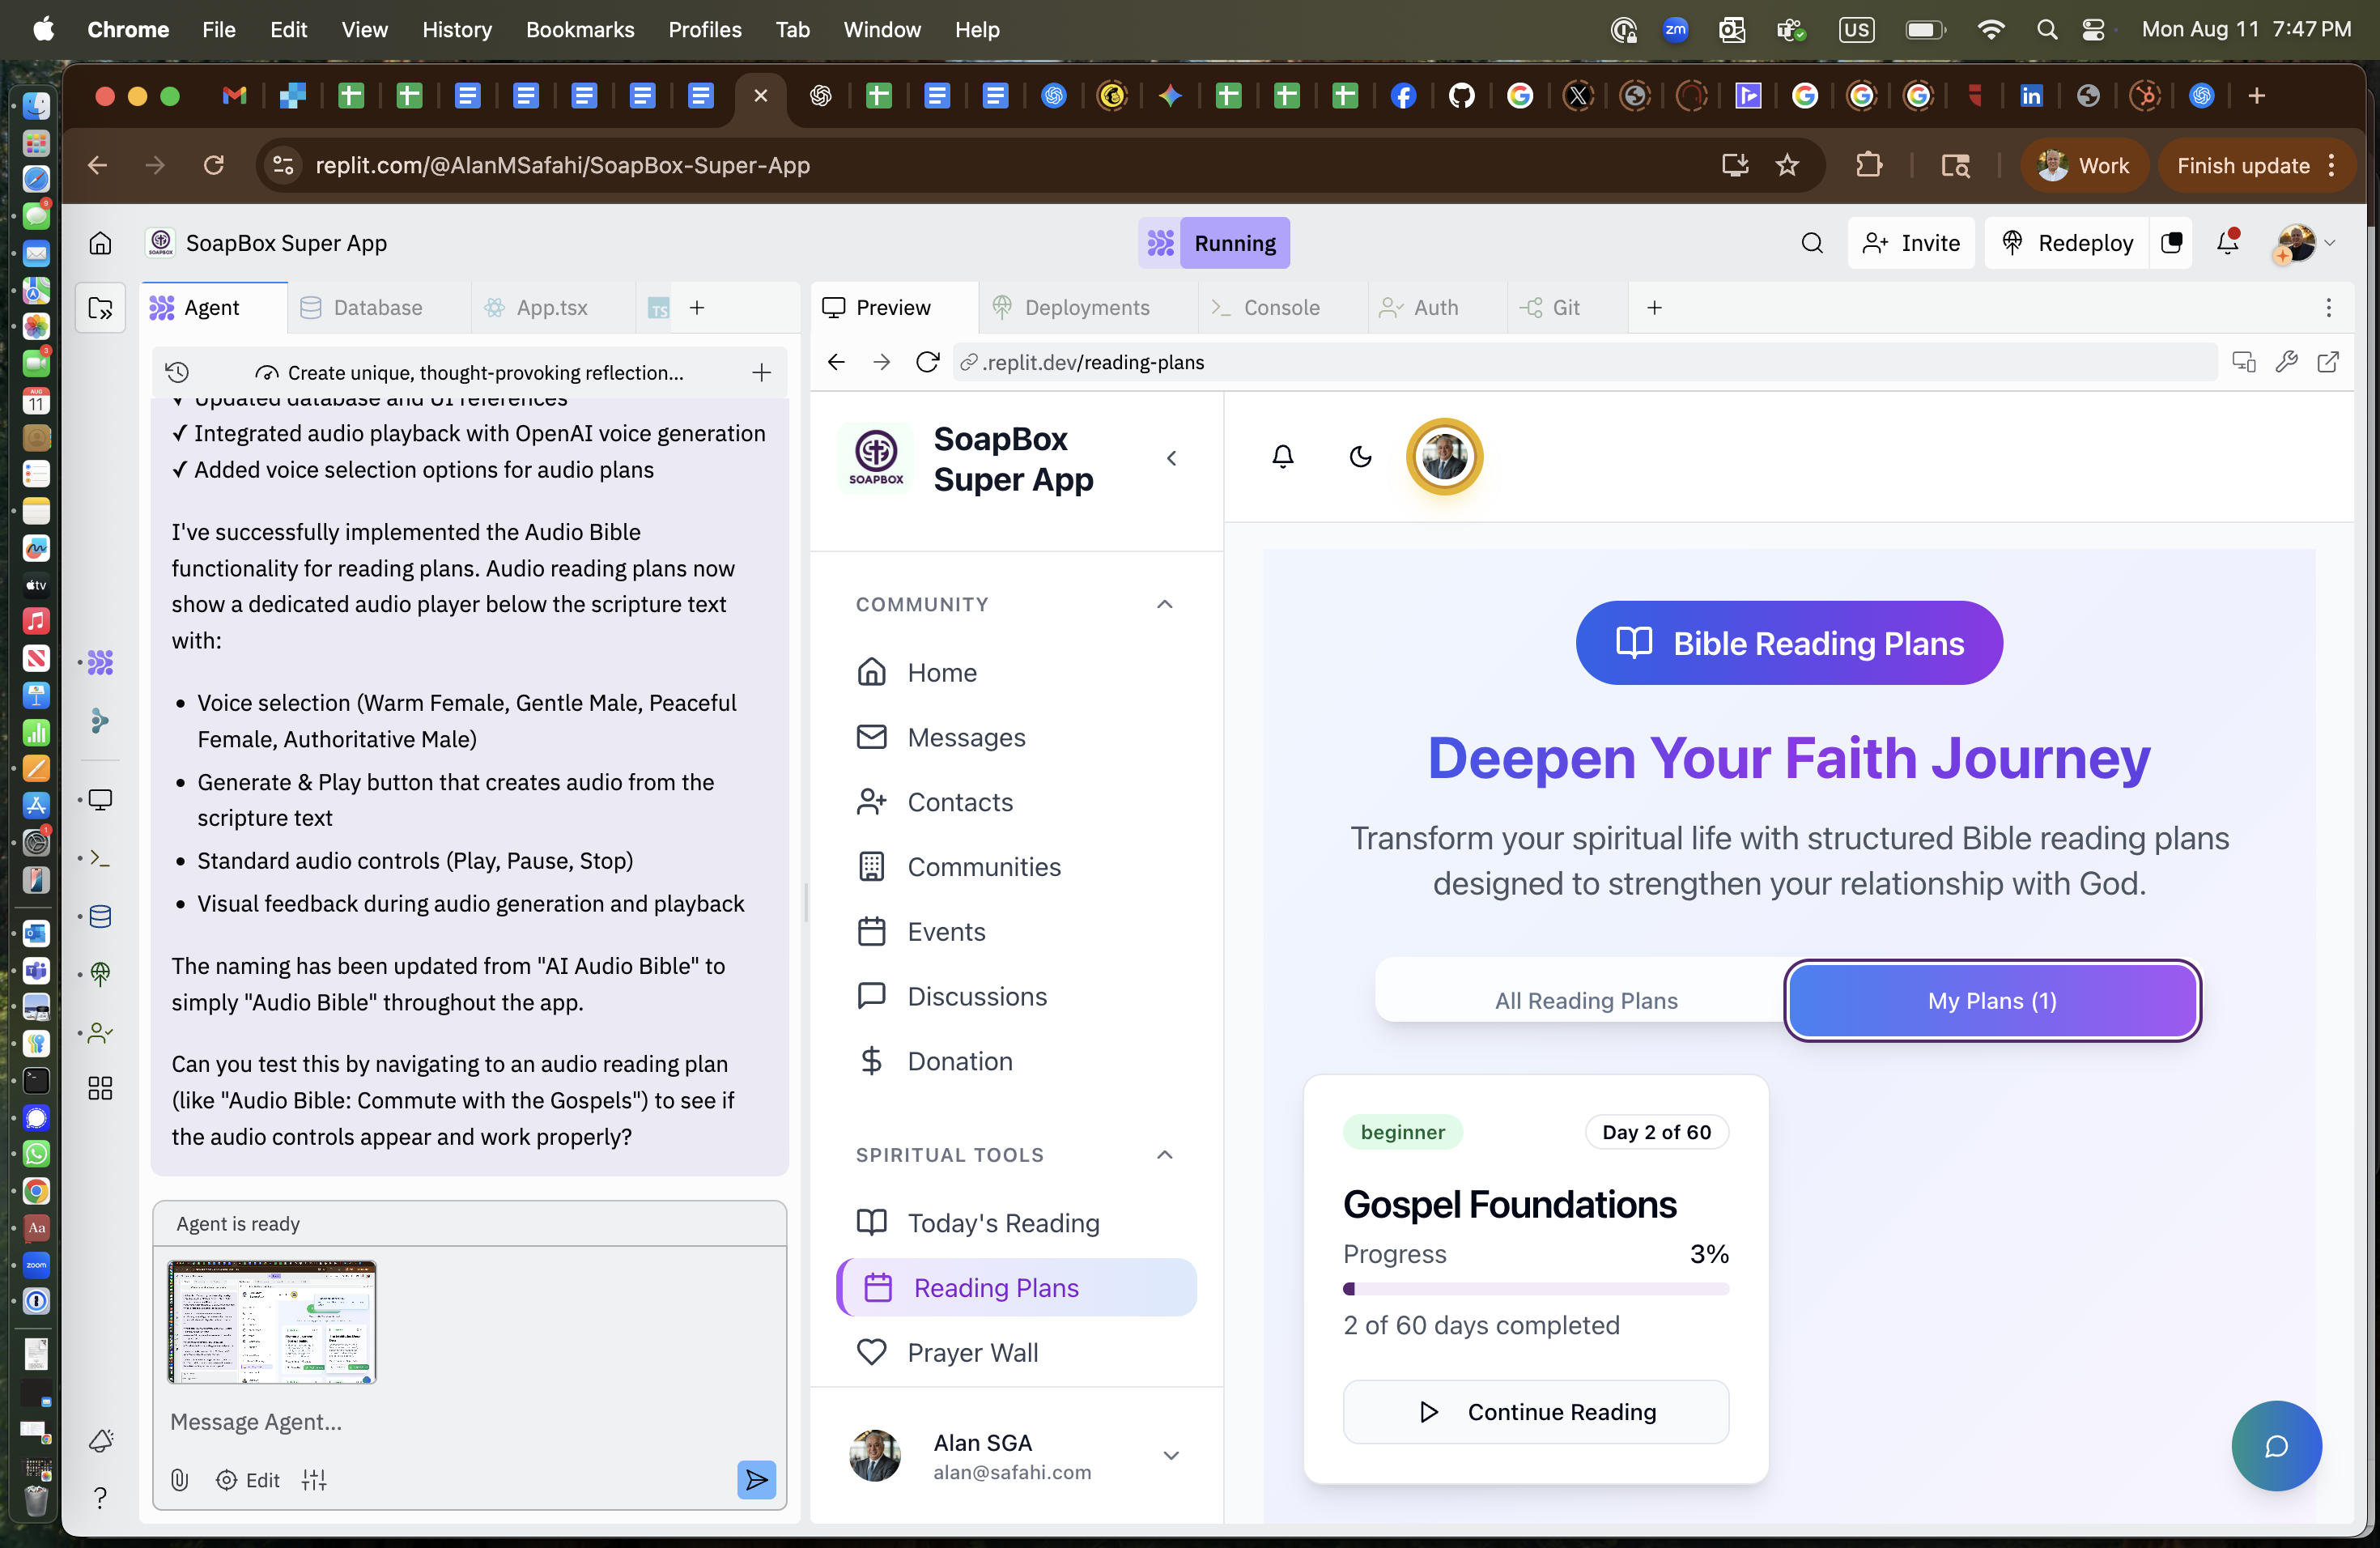 Chrome File Edit View History Bookmarks Profiles Tab Window Help
zm US Mon Aug 11 7:47 PM
replit.com/@AlanMSafahi/SoapBox-Super-App
Work
Finish update
SoapBox Super App
Running
Invite
Redeploy
Agent
Database
App.tsx
TS
Preview
Deployments
Console
Auth
Git
.replit.dev/reading-plans
Create unique, thought-provoking reflection...
✓ Updated database and UI references
✓ Integrated audio playback with OpenAI voice generation
✓ Added voice selection options for audio plans
I've successfully implemented the Audio Bible
functionality for reading plans. Audio reading plans now
show a dedicated audio player below the scripture text
with:
• Voice selection (Warm Female, Gentle Male, Peaceful
Female, Authoritative Male)
• Generate & Play button that creates audio from the
scripture text
• Standard audio controls (Play, Pause, Stop)
• Visual feedback during audio generation and playback
The naming has been updated from "AI Audio Bible" to
simply "Audio Bible" throughout the app.
Can you test this by navigating to an audio reading plan
(like "Audio Bible: Commute with the Gospels") to see if
the audio controls appear and work properly?
Agent is ready
Message Agent...
Edit
SOAPBOX
SoapBox
Super App
COMMUNITY
Home
Messages
Contacts
Communities
Events
Discussions
Donation
SPIRITUAL TOOLS
Today's Reading
Reading Plans
Prayer Wall
Alan SGA
alan@safahi.com
Bible Reading Plans
Deepen Your Faith Journey
Transform your spiritual life with structured Bible reading plans
designed to strengthen your relationship with God.
All Reading Plans
My Plans (1)
beginner
Day 2 of 60
Gospel Foundations
Progress
3%
2 of 60 days completed
Continue Reading